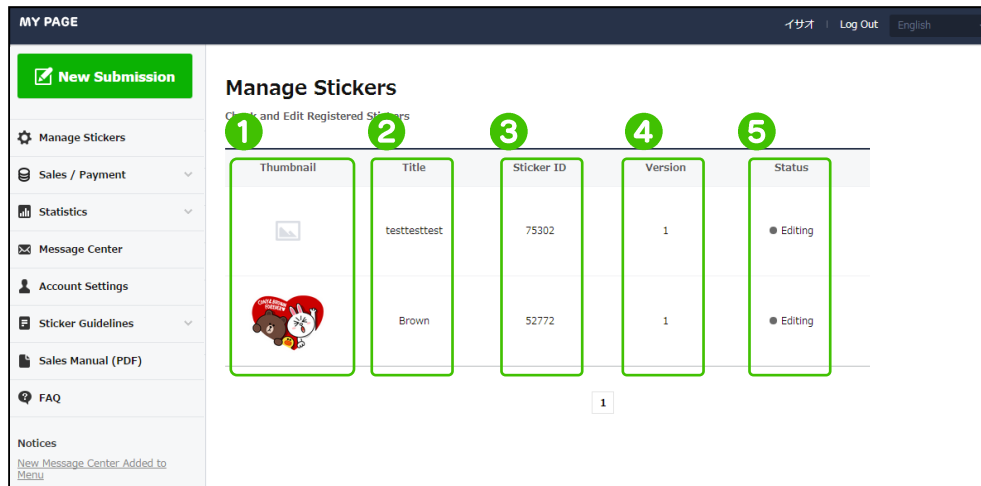 MY PAGE
イサオ | Log Out English
New Submission
Manage Stickers
Sales / Payment
Statistics
Message Center
Account Settings
Sticker Guidelines
Sales Manual (PDF)
FAQ
Notices
New Message Center Added to
Menu
Manage Stickers
Check and Edit Registered Stickers
1 2 3 4 5
Thumbnail Title Sticker ID Version Status
testtesttest 75302 1 Editing
Brown 52772 1 Editing
1